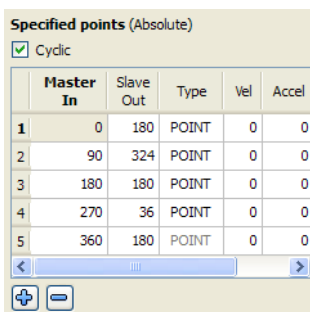 Specified points (Absolute)
Cyclic
Master In Slave Out Type Vel Accel
1 0 180 POINT 0 0
2 90 324 POINT 0 0
3 180 180 POINT 0 0
4 270 36 POINT 0 0
5 360 180 POINT 0 0